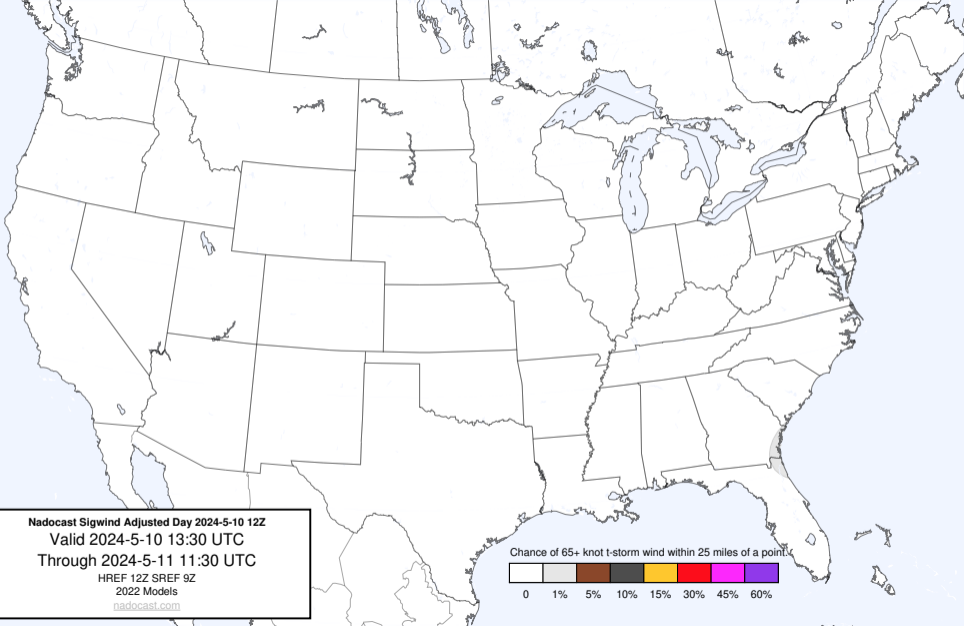 Nadocast Sigwind Adjusted Day 2024-5-10 12Z
Valid 2024-5-10 13:30 UTC
Through 2024-5-11 11:30 UTC
HREF 12Z SREF 9Z
2022 Models
nadocast.com
Chance of 65+ knot t-storm wind within 25 miles of a point.
0 1% 5% 10% 15% 30% 45% 60%